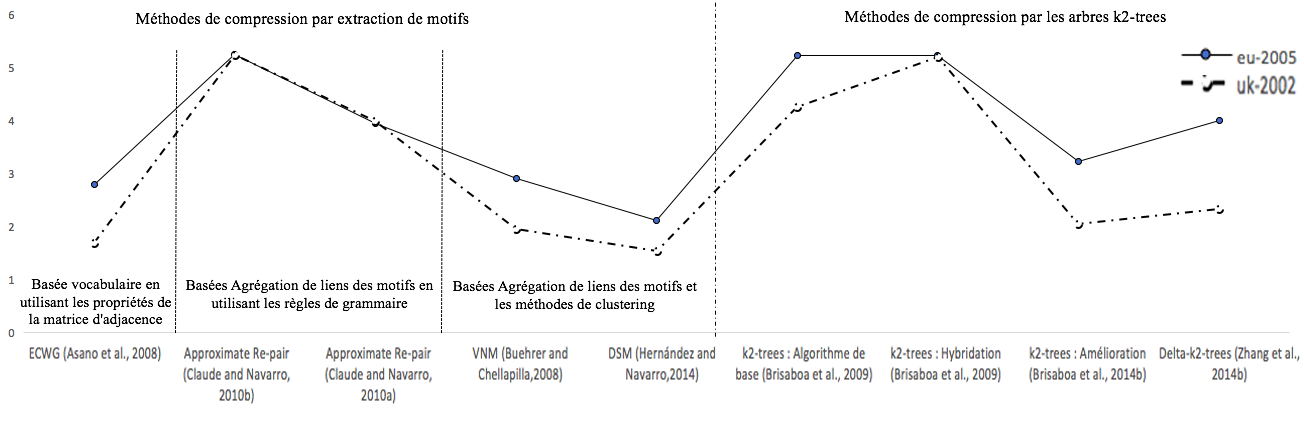 Méthodes de compression par extraction de motifs
Méthodes de compression par les arbres k2-trees
eu-2005
uk-2002
6
5
4
3
2
1
0
Basée vocabulaire en
utilisant les propriétés de
la matrice d'adjacence
Basées Agrégation de liens des motifs en
utilisant les règles de grammaire
Basées Agrégation de liens des motifs et
les méthodes de clustering
ECWG (Asano et al., 2008)
Approximate Re-pair
(Claude and Navarro,
2010b)
Approximate Re-pair
(Claude and Navarro,
2010a)
VNM (Buehrer and
Chellapilla,2008)
DSM (Hernández and
Navarro,2014)
k2-trees : Algorithme de
base (Brisaboa et al., 2009)
k2-trees : Hybridation
(Brisaboa et al., 2009)
k2-trees : Amélioration
(Brisaboa et al., 2014b)
Delta-k2-trees (Zhang et al.,
2014b)